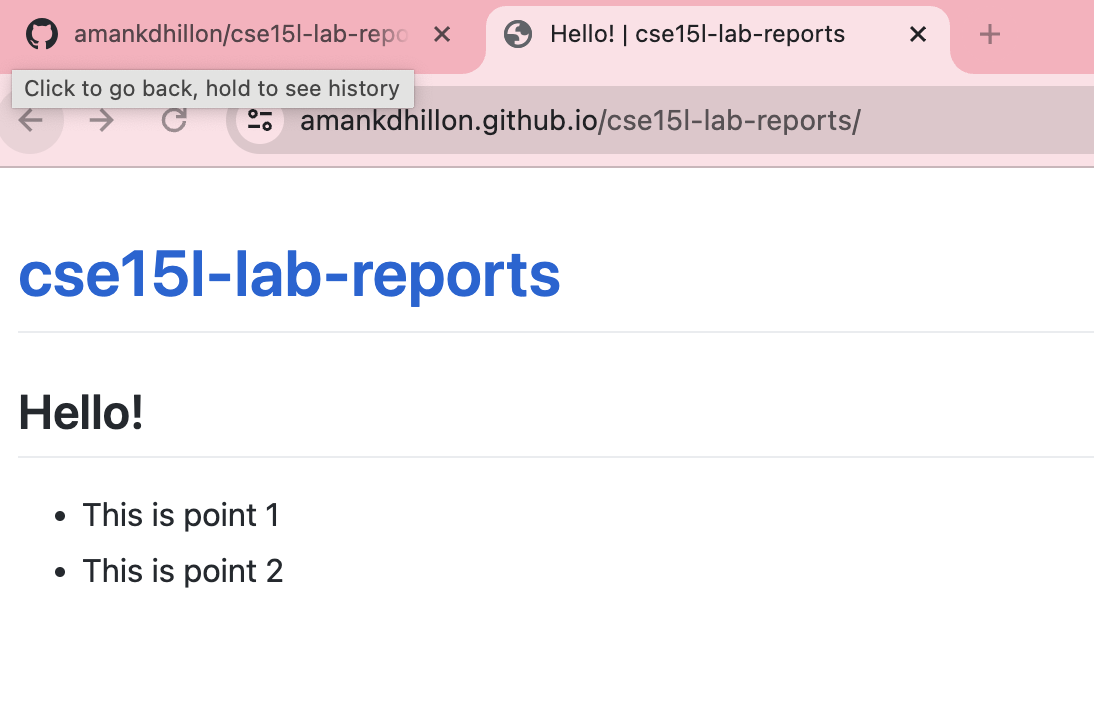 amankdhillon/cse15l-lab-repo
Hello! | cse15l-lab-reports
Click to go back, hold to see history
amankdhillon.github.io/cse15l-lab-reports/
cse15l-lab-reports
Hello!
• This is point 1
• This is point 2